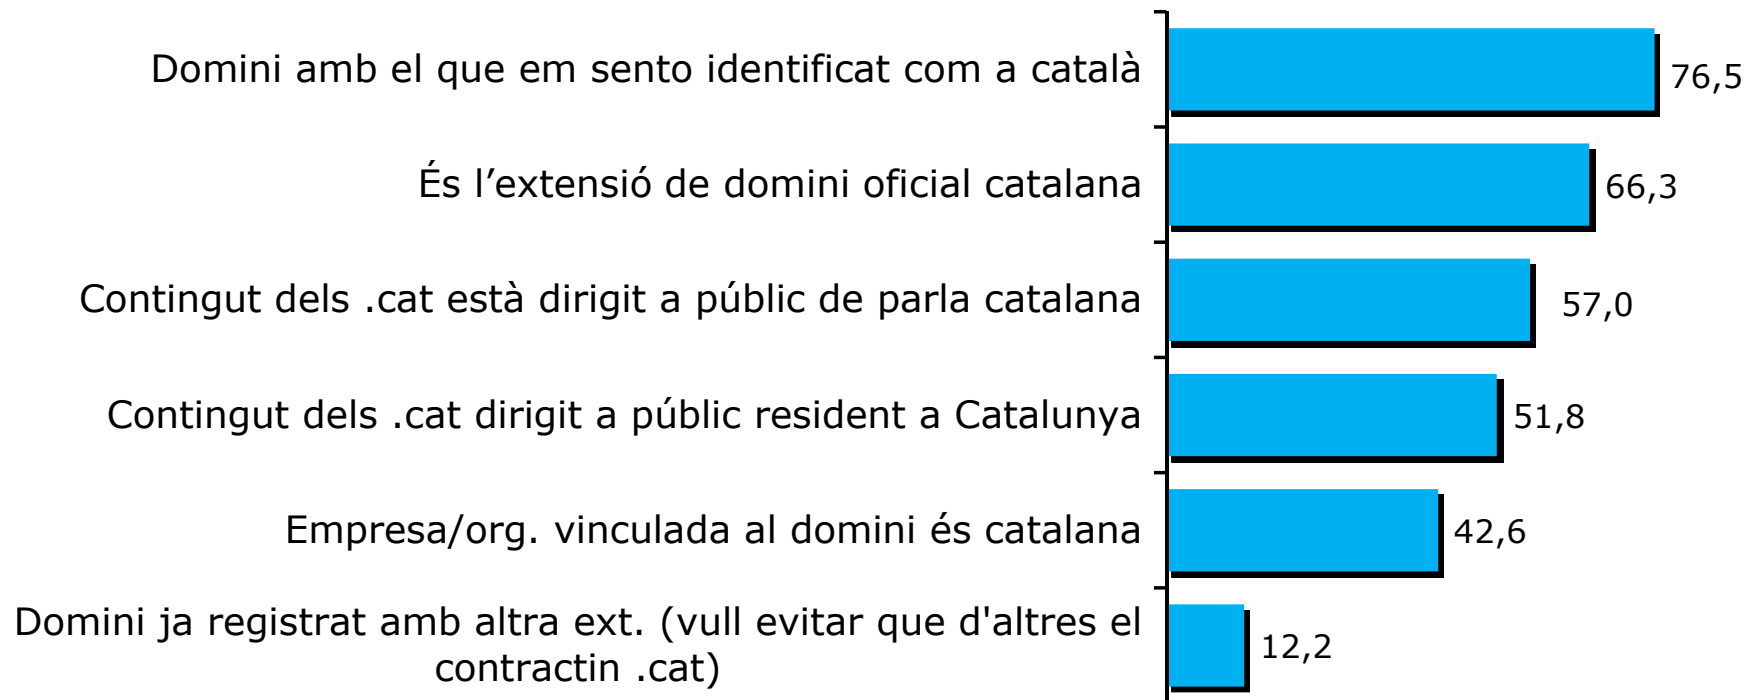 Domini amb el que em sento identificat com a català
76,5
És l’extensió de domini oficial catalana
66,3
Contingut dels .cat està dirigit a públic de parla catalana
57,0
Contingut dels .cat dirigit a públic resident a Catalunya
51,8
Empresa/org. vinculada al domini és catalana
42,6
Domini ja registrat amb altra ext. (vull evitar que d'altres el
contractin .cat)
12,2